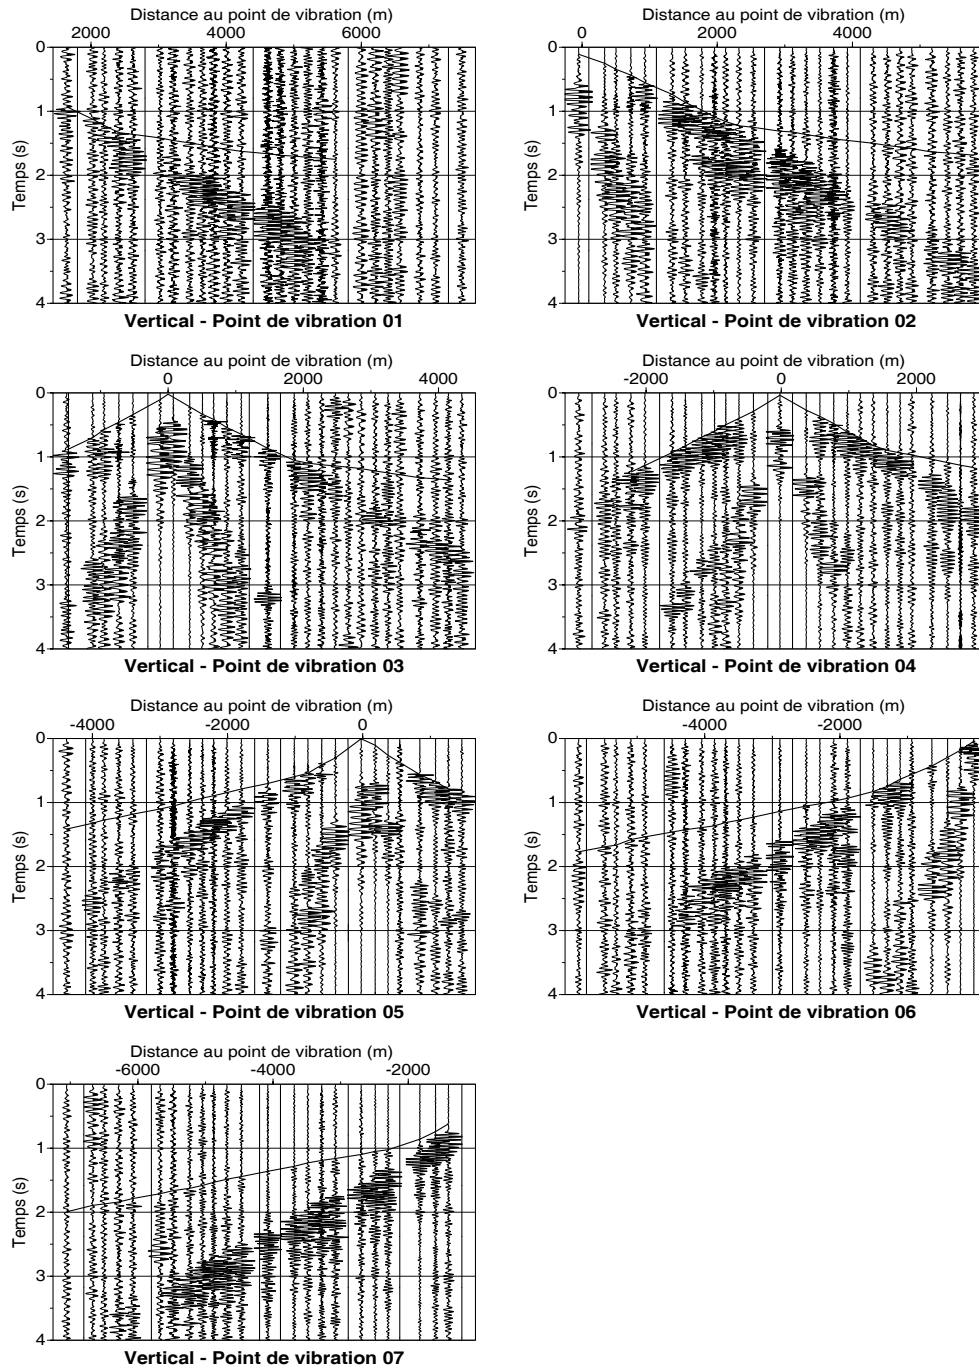 Distance au point de vibration (m)
2000 4000 6000
0
1
2
3
4
Temps (s)
Vertical - Point de vibration 01
Distance au point de vibration (m)
0 2000 4000
0
1
2
3
4
Temps (s)
Vertical - Point de vibration 02
Distance au point de vibration (m)
0 2000 4000
0
1
2
3
4
Temps (s)
Vertical - Point de vibration 03
Distance au point de vibration (m)
-2000 0 2000
0
1
2
3
4
Temps (s)
Vertical - Point de vibration 04
Distance au point de vibration (m)
-4000 -2000 0
0
1
2
3
4
Temps (s)
Vertical - Point de vibration 05
Distance au point de vibration (m)
-4000 -2000
0
1
2
3
4
Temps (s)
Vertical - Point de vibration 06
Distance au point de vibration (m)
-6000 -4000 -2000
0
1
2
3
4
Temps (s)
Vertical - Point de vibration 07